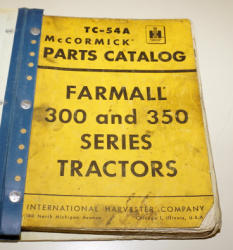 TC-54A
McCORMICK®
PARTS CATALOG
FARMALL®
300 and 350
SERIES
TRACTORS
INTERNATIONAL HARVESTER COMPANY
180 North Michigan Avenue Chicago 1, Illinois, U.S.A.